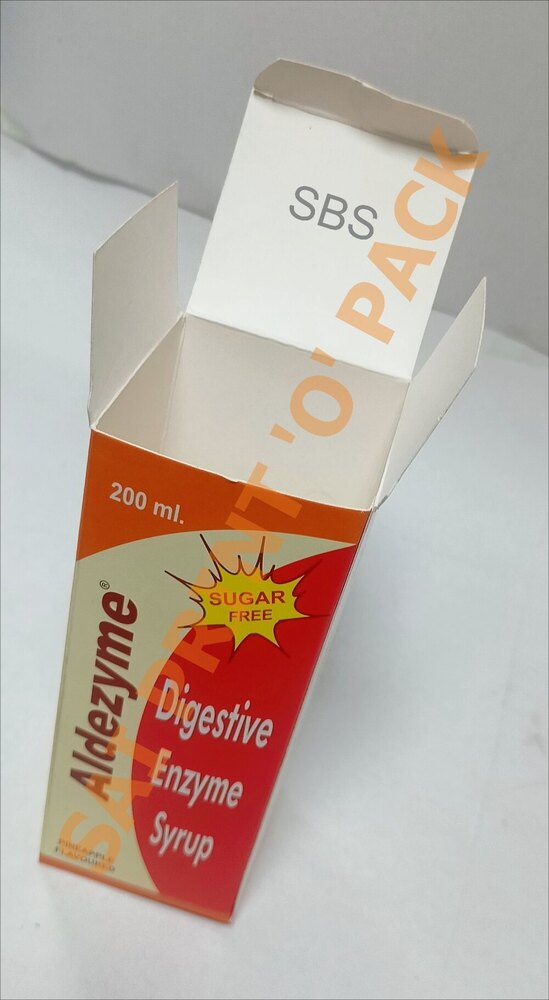 SBS
200 ml.
SUGAR
FREE
Aldezyme®
Digestive
Enzyme
Syrup
PINEAPPLE
FLAVOURED
SAI PRINT 'O' PACK